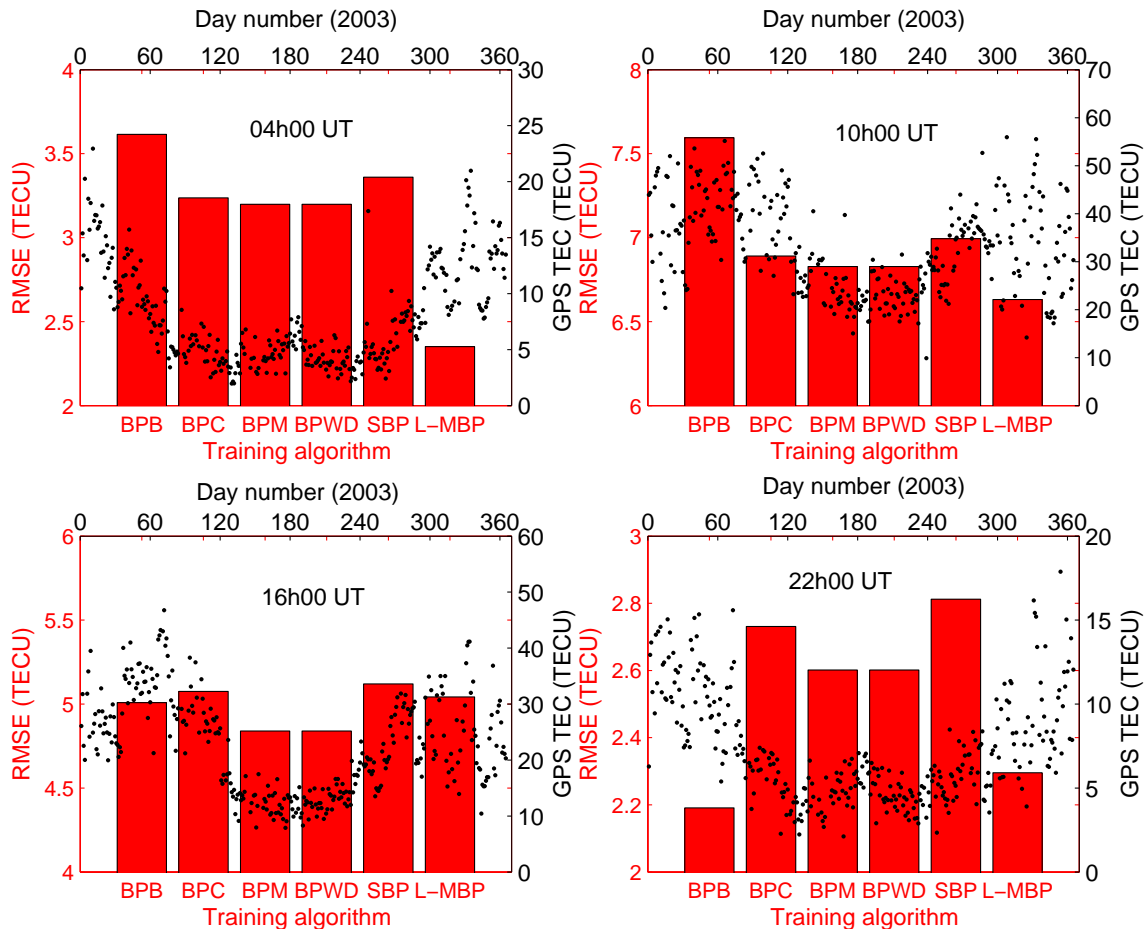 Day number (2003)
0 60 120 180 240 300 360
4 3.5 3 2.5 2
RMSE (TECU)
04h00 UT
30 25 20 15 10 5 0
GPS TEC (TECU)
BPB BPC BPM BPWD SBP L−MBP
Training algorithm
Day number (2003)
0 60 120 180 240 300 360
8 7.5 7 6.5 6
RMSE (TECU)
10h00 UT
70 60 50 40 30 20 10 0
GPS TEC (TECU)
BPB BPC BPM BPWD SBP L−MBP
Training algorithm
Day number (2003)
0 60 120 180 240 300 360
6 5.5 5 4.5 4
RMSE (TECU)
16h00 UT
60 50 40 30 20 10 0
GPS TEC (TECU)
BPB BPC BPM BPWD SBP L−MBP
Training algorithm
Day number (2003)
0 60 120 180 240 300 360
3 2.8 2.6 2.4 2.2 2
RMSE (TECU)
22h00 UT
20 15 10 5 0
GPS TEC (TECU)
BPB BPC BPM BPWD SBP L−MBP
Training algorithm